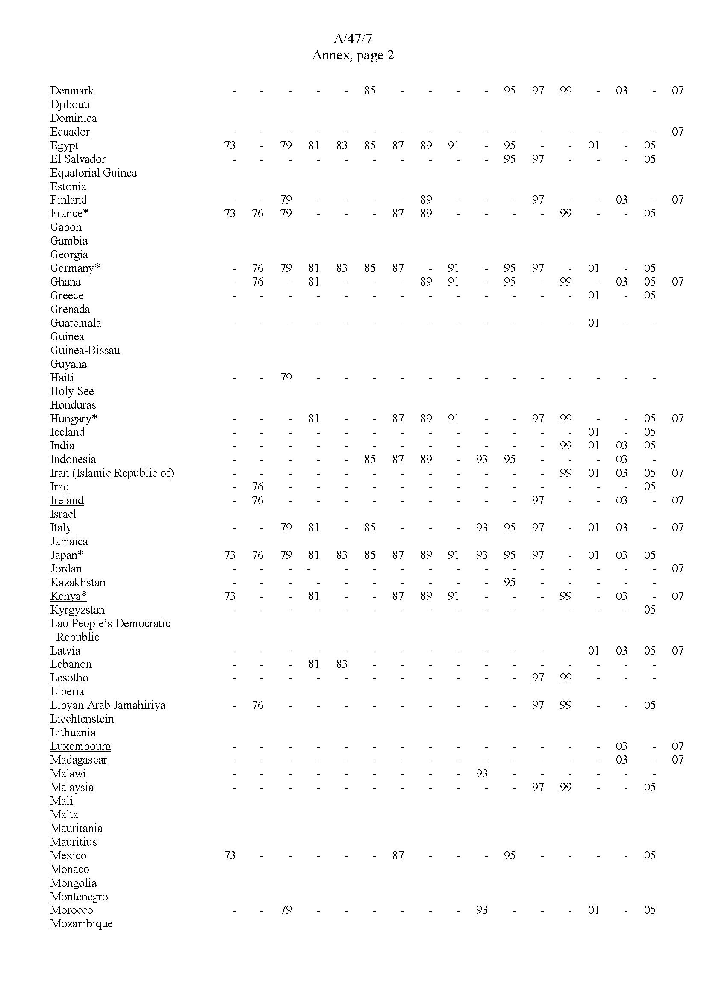 A/47/7
Annex, page 2
Denmark - - - - - 85 - - - - 95 97 99 - 03 - 07
Djibouti
Dominica
Ecuador - - - - - - - - - - - - - - - - 07
Egypt 73 - 79 81 83 85 87 89 91 - 95 - - 01 - 05
El Salvador - - - - - - - - - - 95 97 - - - 05
Equatorial Guinea
Estonia
Finland - - 79 - - - - 89 - - - 97 - - 03 - 07
France* 73 76 79 - - - 87 89 - - - - 99 - - 05
Gabon
Gambia
Georgia
Germany* - 76 79 81 83 85 87 - 91 - 95 97 - 01 - 05
Ghana - 76 - 81 - - - 89 91 - 95 - 99 - 03 05 07
Greece - - - - - - - - - - - - - 01 - 05
Grenada
Guatemala - - - - - - - - - - - - - 01 - -
Guinea
Guinea-Bissau
Guyana
Haiti - - 79 - - - - - - - - - - - - -
Holy See
Honduras
Hungary* - - - 81 - - 87 89 91 - - 97 99 - - 05 07
Iceland - - - - - - - - - - - - - 01 - 05
India - - - - - - - - - - - - 99 01 03 05
Indonesia - - - - - 85 87 89 - 93 95 - - - 03 -
Iran (Islamic Republic of) - - - - - - - - - - - - 99 01 03 05 07
Iraq - 76 - - - - - - - - - - - - - 05
Ireland - 76 - - - - - - - - - 97 - - 03 - 07
Israel
Italy - - 79 81 - 85 - - - 93 95 97 - 01 03 - 07
Jamaica
Japan* 73 76 79 81 83 85 87 89 91 93 95 97 - 01 03 05
Jordan - - - - - - - - - - - - - - - - 07
Kazakhstan - - - - - - - - - - 95 - - - - -
Kenya* 73 - - 81 - - 87 89 91 - - - 99 - 03 - 07
Kyrgyzstan - - - - - - - - - - - - - - - 05
Lao People’s Democratic
Republic
Latvia - - - - - - - - - - - - 01 03 05 07
Lebanon - - - 81 83 - - - - - - - - - - -
Lesotho - - - - - - - - - - - 97 99 - - -
Liberia
Libyan Arab Jamahiriya - 76 - - - - - - - - - 97 99 - - 05
Liechtenstein
Lithuania
Luxembourg - - - - - - - - - - - - - - 03 - 07
Madagascar - - - - - - - - - - - - - - 03 - 07
Malawi - - - - - - - - - 93 - - - - - -
Malaysia - - - - - - - - - - - 97 99 - - 05
Mali
Malta
Mauritania
Mauritius
Mexico 73 - - - - - 87 - - - 95 - - - - 05
Monaco
Mongolia
Montenegro
Morocco - - 79 - - - - - - 93 - - - 01 - 05
Mozambique